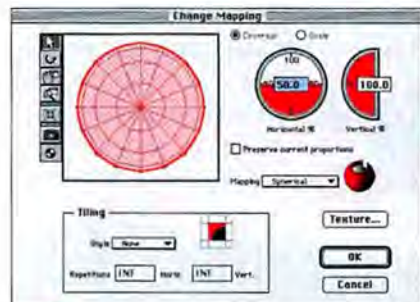 Change Mapping
Coverage
Scale
100
50.0
100.0
Horizontal %
Vertical %
Preserve current proportions
Mapping Spherical
Tiling
Style None
Texture...
Repetitions INF Horiz. INF Vert.
OK
Cancel